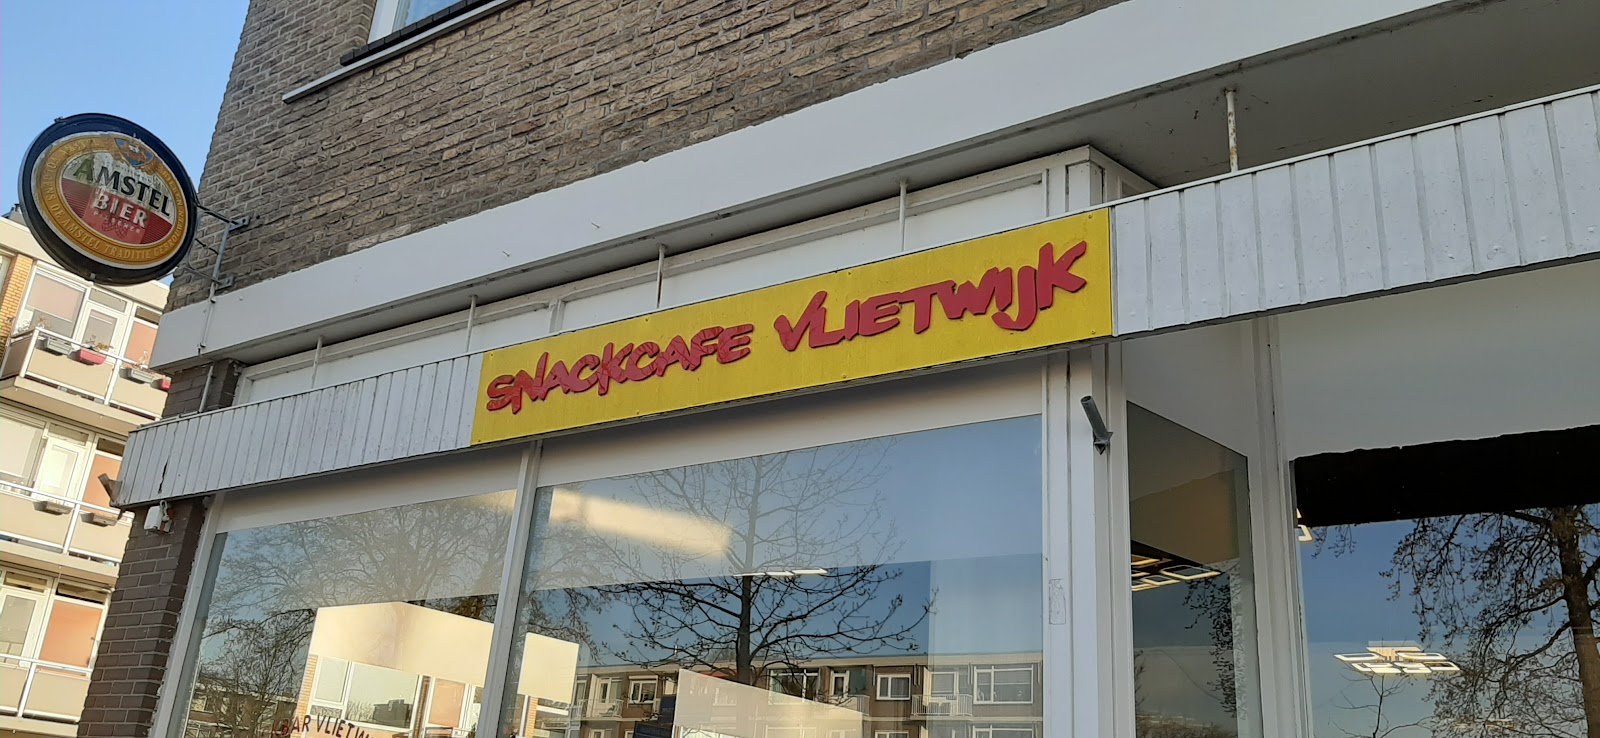 AMSTEL
BIER
SNACKCAFE VLIETWIJK